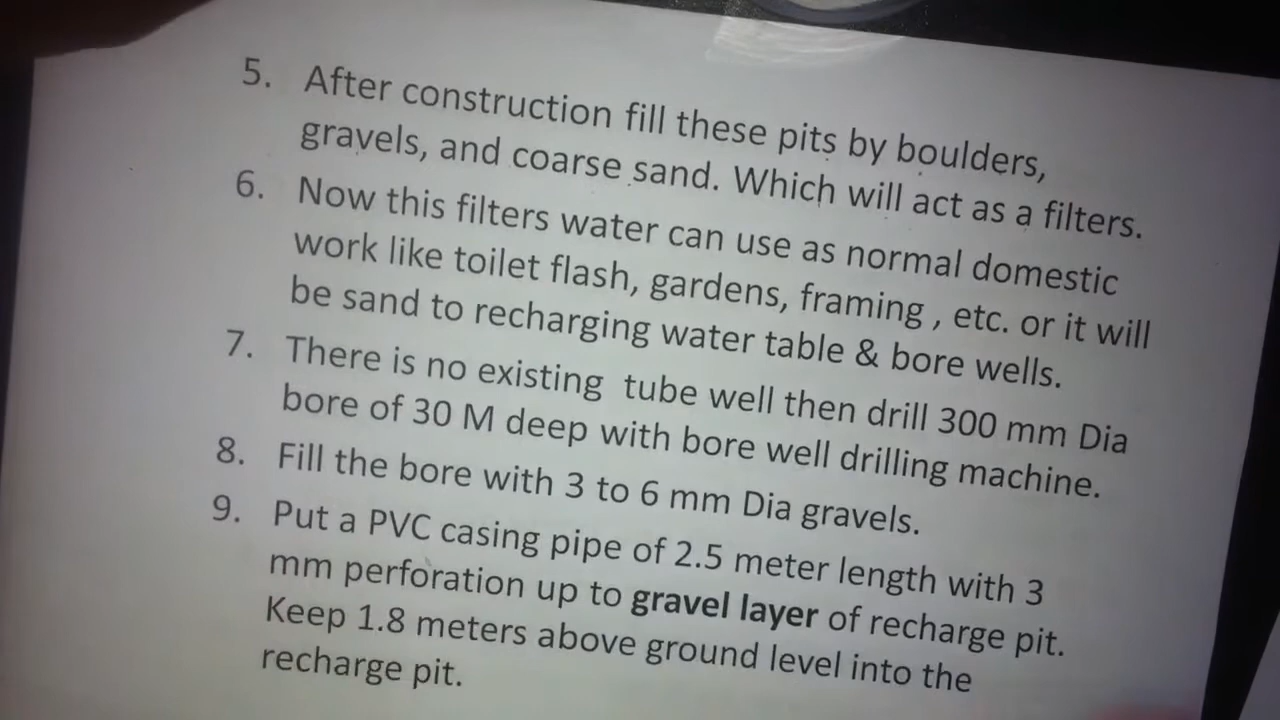 5. After construction fill these pits by boulders,
gravels, and coarse sand. Which will act as a filters.
6. Now this filters water can use as normal domestic
work like toilet flash, gardens, framing , etc. or it will
be sand to recharging water table & bore wells.
7. There is no existing tube well then drill 300 mm Dia
bore of 30 M deep with bore well drilling machine.
8. Fill the bore with 3 to 6 mm Dia gravels.
9. Put a PVC casing pipe of 2.5 meter length with 3
mm perforation up to gravel layer of recharge pit.
Keep 1.8 meters above ground level into the
recharge pit.